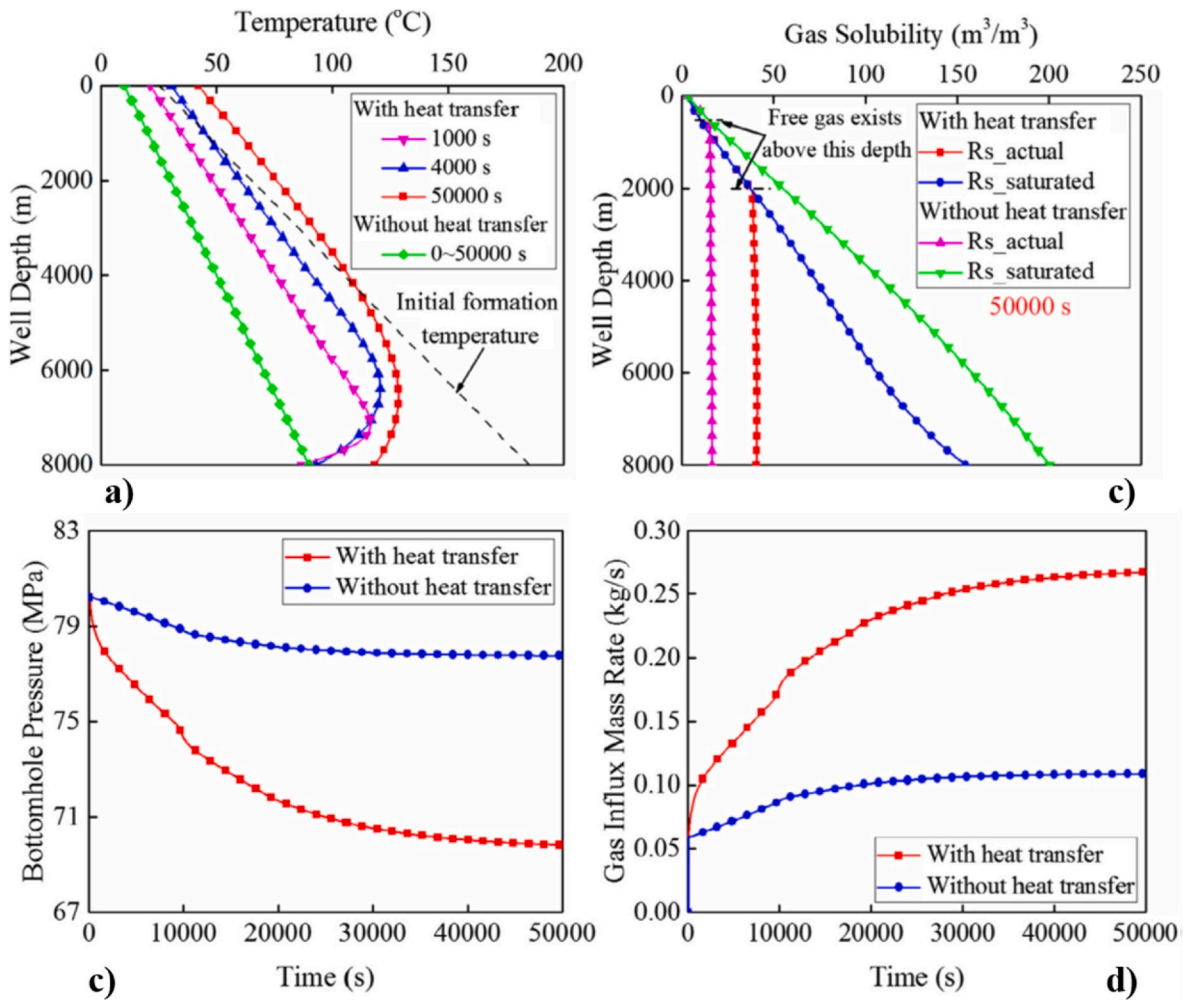 Temperature (°C)
0 50 100 150 200
0
2000
4000
6000
8000
Well Depth (m)
With heat transfer
1000 s
4000 s
50000 s
Without heat transfer
0~50000 s
Initial formation
temperature
a)
Gas Solubility (m³/m³)
0 50 100 150 200 250
0
2000
4000
6000
8000
Well Depth (m)
Free gas exists
above this depth
With heat transfer
Rs_actual
Rs_saturated
Without heat transfer
Rs_actual
Rs_saturated
50000 s
c)
83
79
75
71
67
Bottomhole Pressure (MPa)
With heat transfer
Without heat transfer
0 10000 20000 30000 40000 50000
Time (s)
c)
0.30
0.25
0.20
0.15
0.10
0.05
0.00
Gas Influx Mass Rate (kg/s)
With heat transfer
Without heat transfer
0 10000 20000 30000 40000 50000
Time (s)
d)